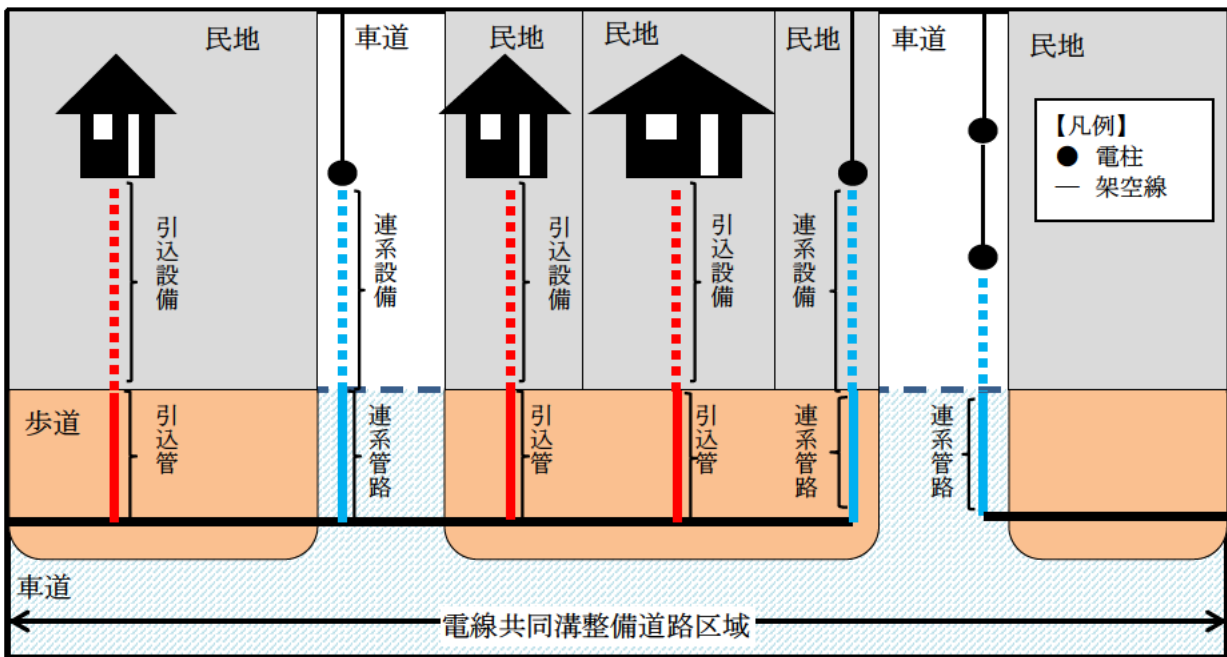 民地
車道
民地
民地
民地
車道
民地
【凡例】
● 電柱
― 架空線
引込設備
連系設備
引込設備
引込設備
連系設備
歩道
引込管
連系管路
引込管
引込管
連系管路
連系管路
車道
電線共同溝整備道路区域